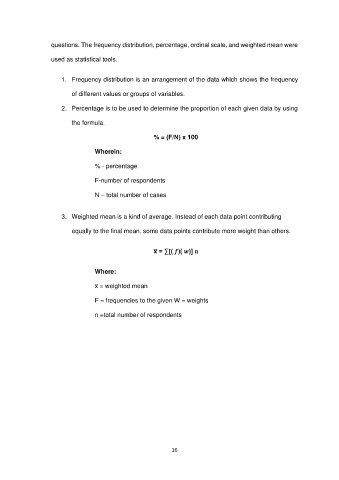 questions. The frequency distribution, percentage, ordinal scale, and weighted mean were
used as statistical tools.
1. Frequency distribution is an arrangement of the data which shows the frequency
of different values or groups of variables.
2. Percentage is to be used to determine the proportion of each given data by using
the formula.
% = (F/N) x 100
Wherein:
% - percentage
F-number of respondents
N – total number of cases
3. Weighted mean is a kind of average. Instead of each data point contributing
equally to the final mean, some data points contribute more weight than others.
x̅ = ∑[( f)( w)] n
Where:
x̅ = weighted mean
F = frequencies to the given W = weights
n =total number of respondents
16